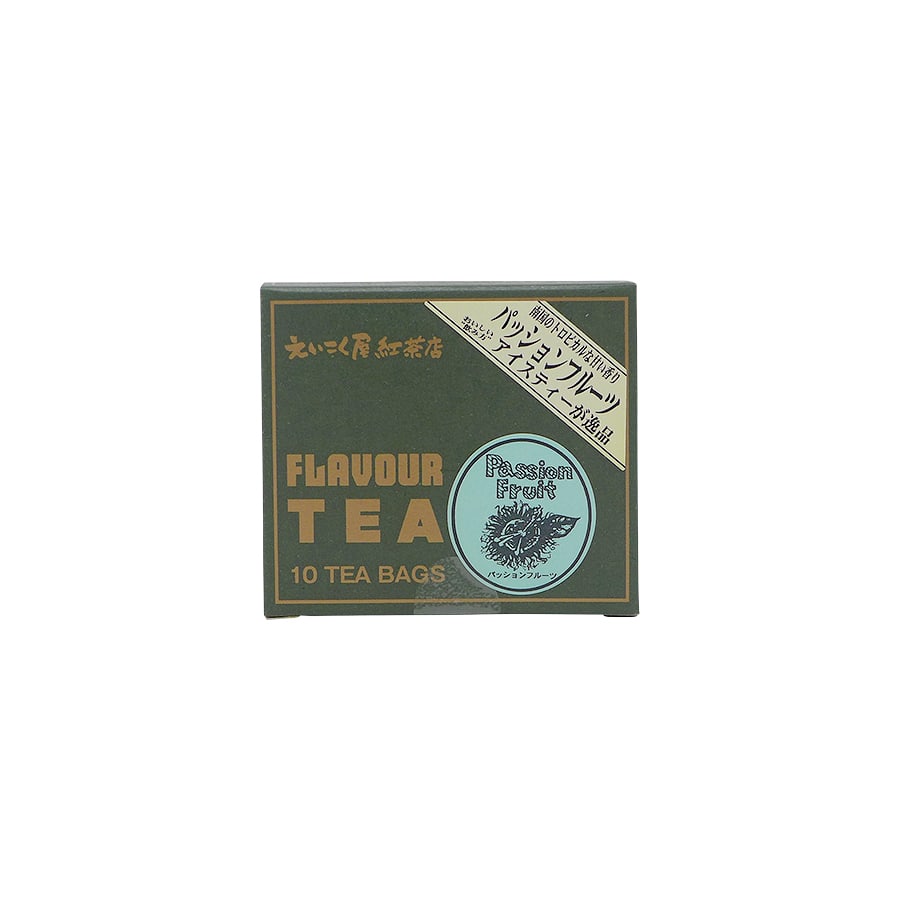 えいこく屋紅茶店
南国のトロピカルな甘い香り
パッションフルーツ
おいしい飲み方
アイスティーが逸品
FLAVOUR
TEA
10 TEA BAGS
Passion
Fruit
パッションフルーツ